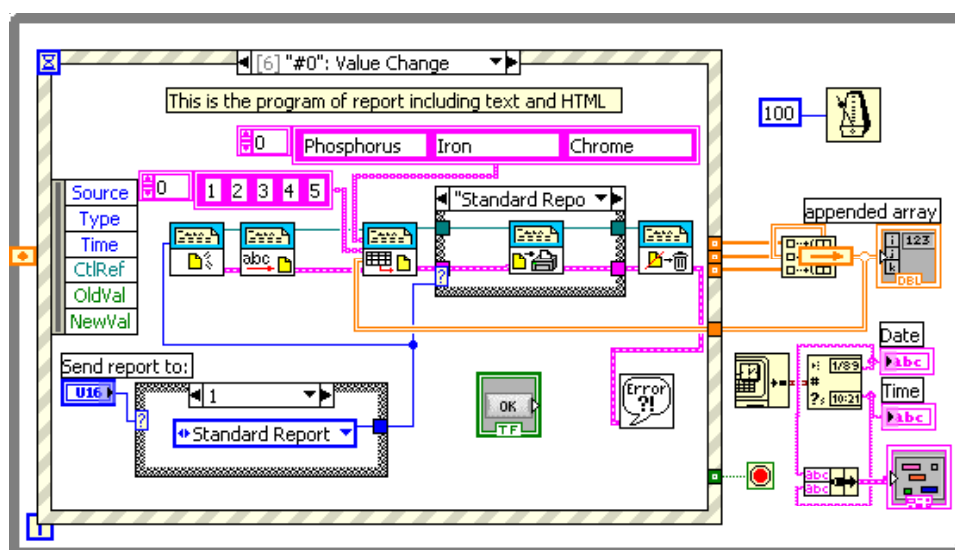 [6] "#0": Value Change
This is the program of report including text and HTML
100
0 Phosphorus Iron Chrome
0 1 2 3 4 5
"Standard Repo
Source
Type
Time
CtlRef
OldVal
NewVal
abc
?
appended array
i 123
j
k
DBL
Send report to:
U16
1
?
Standard Report
OK
TF
Error
?!
Date
1/89
abc
#
Time
?
10:21
abc
abc
abc
i